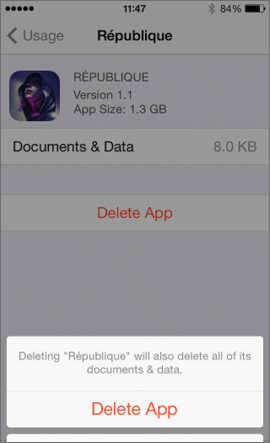 11:47
84%
Usage
République
RÉPUBLIQUE
Version 1.1
App Size: 1.3 GB
Documents & Data 8.0 KB
Delete App
Deleting "République" will also delete all of its
documents & data.
Delete App